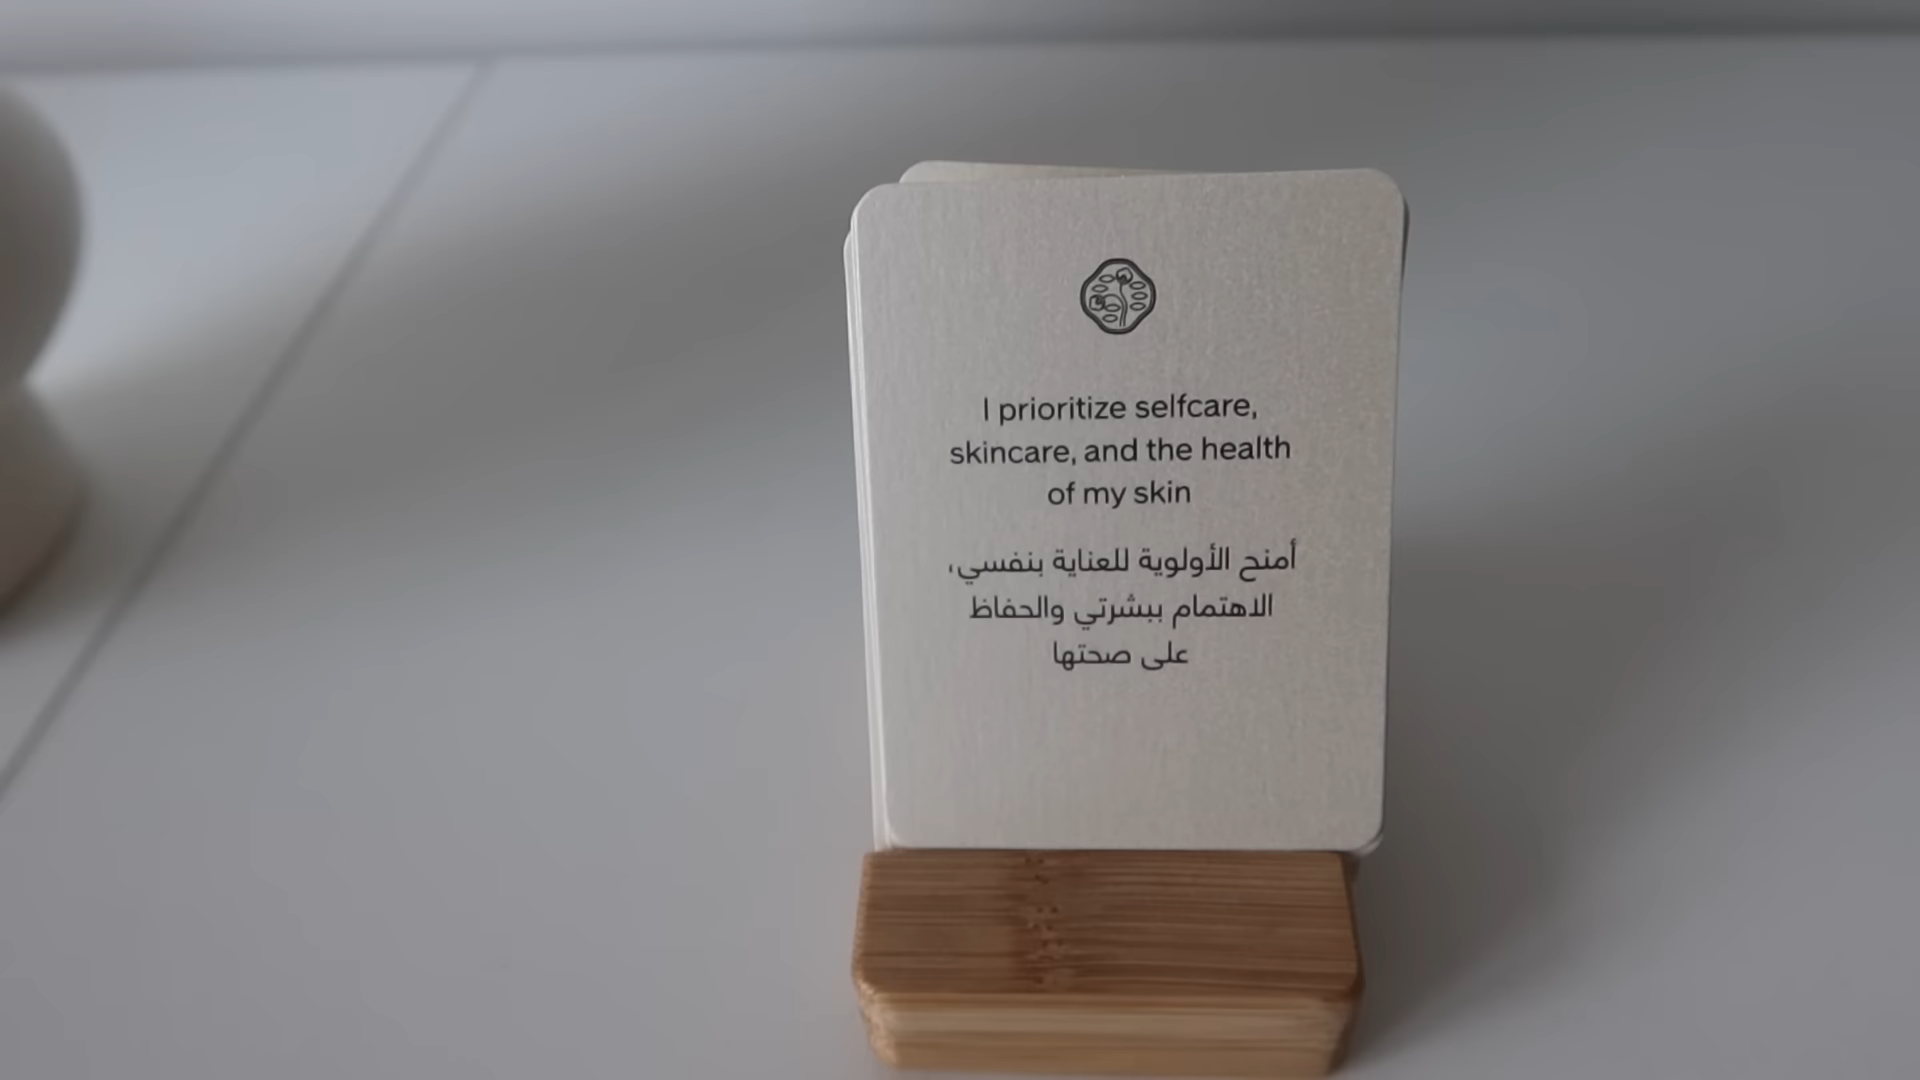 I prioritize selfcare,
skincare, and the health
of my skin
أمنح الأولوية للعناية بنفسي،
الاهتمام ببشرتي والحفاظ
على صحتها